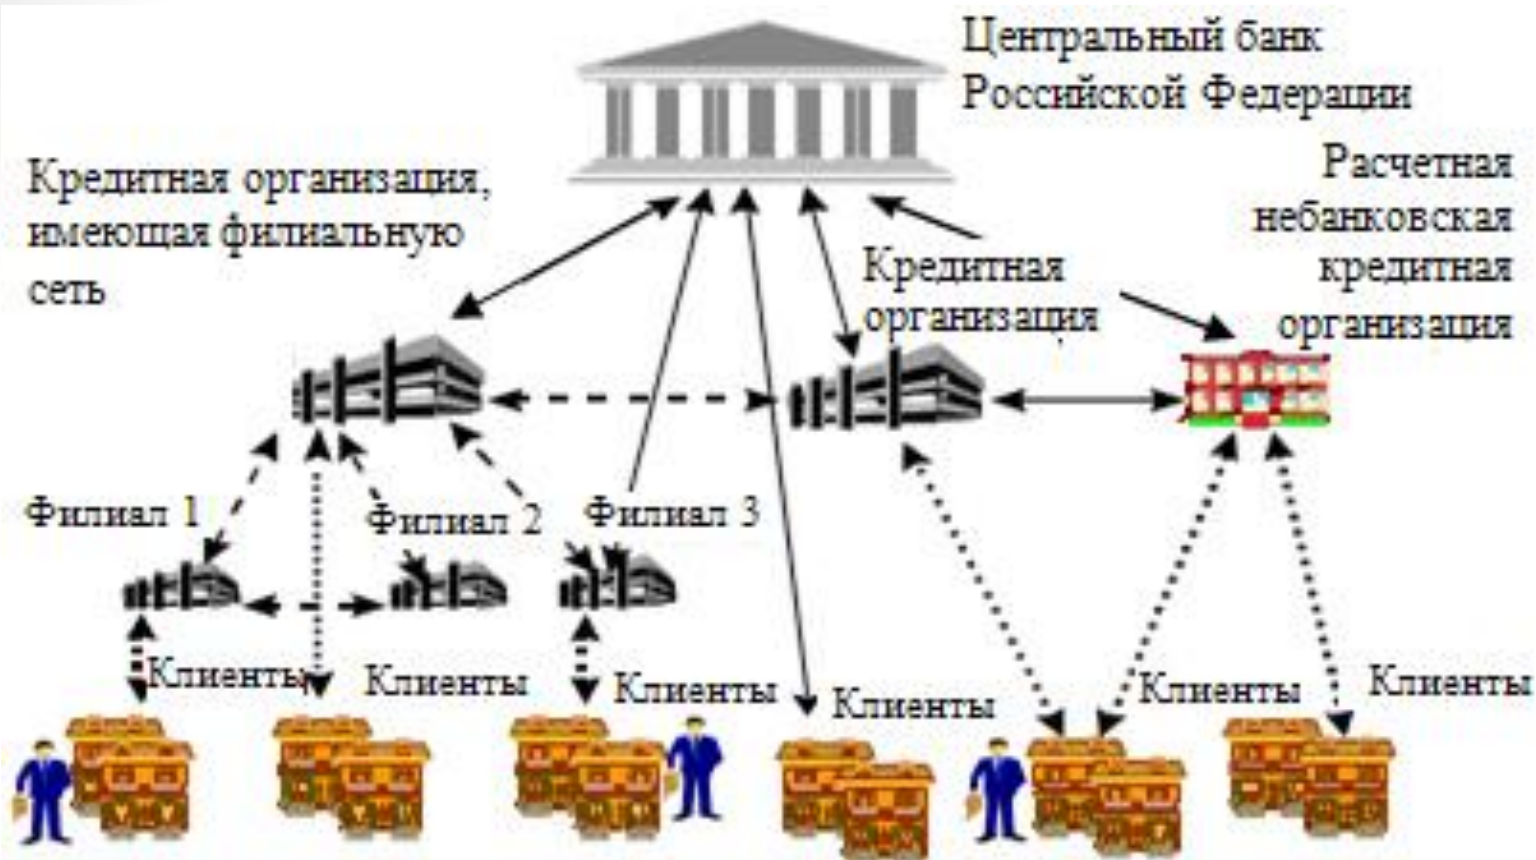 Центральный банк
Российской Федерации
Кредитная организация,
имеющая филиальную
сеть
Расчетная
небанковская
кредитная
организация
Кредитная
организация
Филиал 1
Филиал 2
Филиал 3
Клиенты
Клиенты
Клиенты
Клиенты
Клиенты
Клиенты